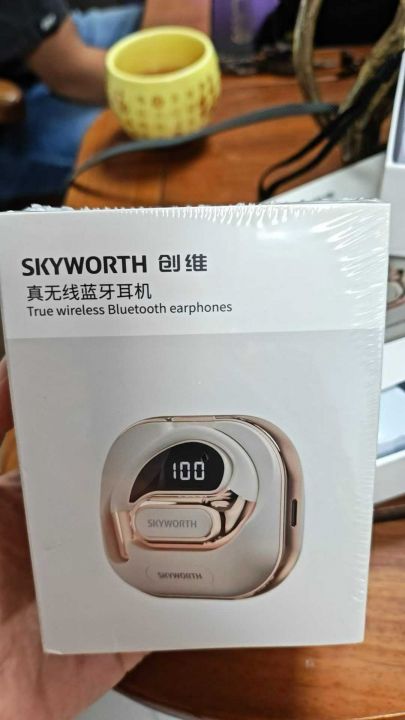 SKYWORTH 创维
真无线蓝牙耳机
True wireless Bluetooth earphones
100
SKYWORTH
SKYWORTH